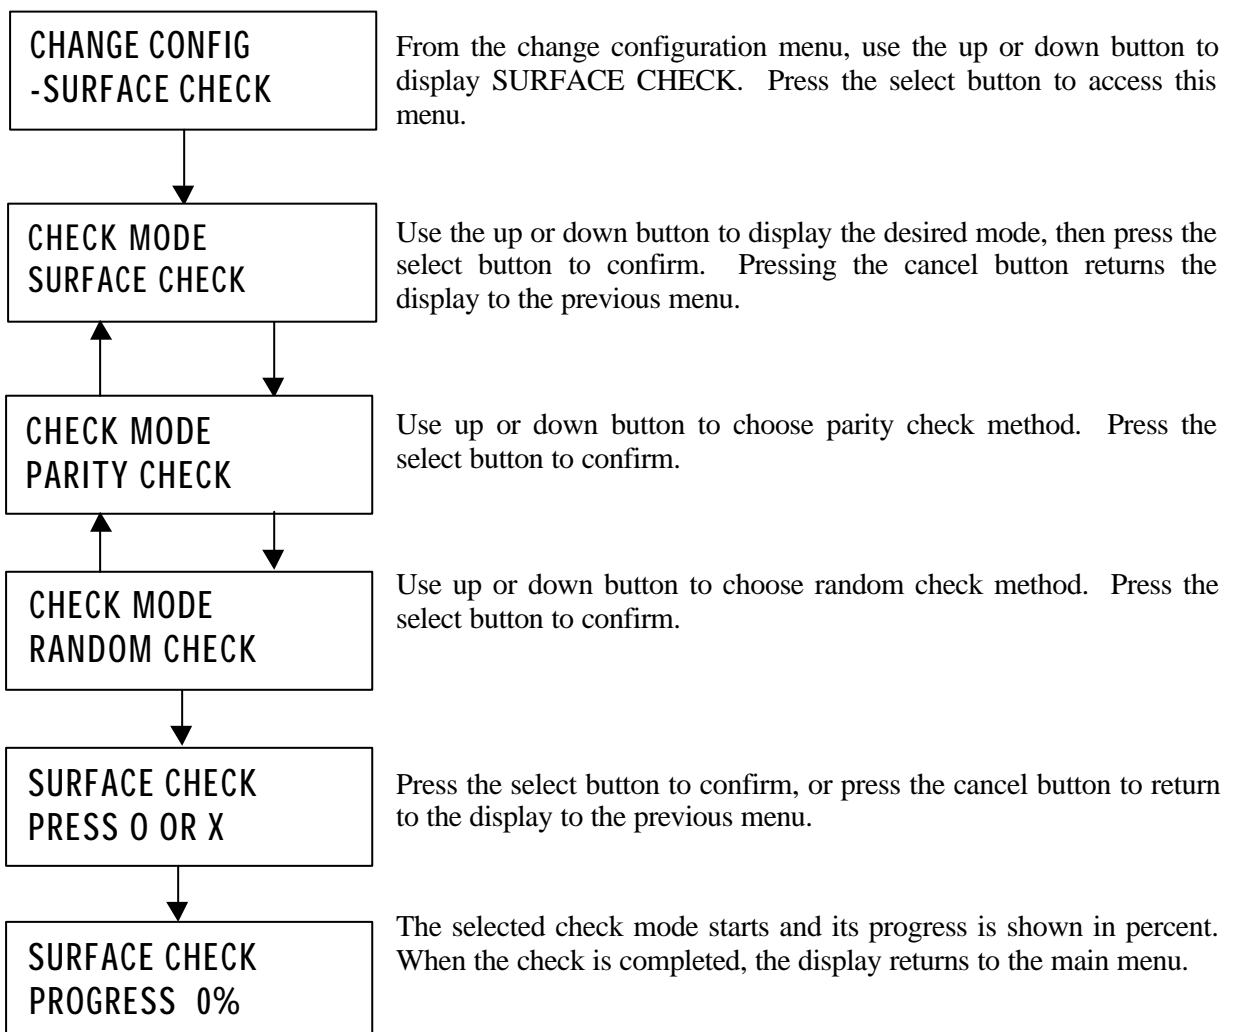 CHANGE CONFIG
-SURFACE CHECK
From the change configuration menu, use the up or down button to
display SURFACE CHECK. Press the select button to access this
menu.
CHECK MODE
SURFACE CHECK
Use the up or down button to display the desired mode, then press the
select button to confirm. Pressing the cancel button returns the
display to the previous menu.
CHECK MODE
PARITY CHECK
Use up or down button to choose parity check method. Press the
select button to confirm.
CHECK MODE
RANDOM CHECK
Use up or down button to choose random check method. Press the
select button to confirm.
SURFACE CHECK
PRESS O OR X
Press the select button to confirm, or press the cancel button to return
to the display to the previous menu.
SURFACE CHECK
PROGRESS 0%
The selected check mode starts and its progress is shown in percent.
When the check is completed, the display returns to the main menu.